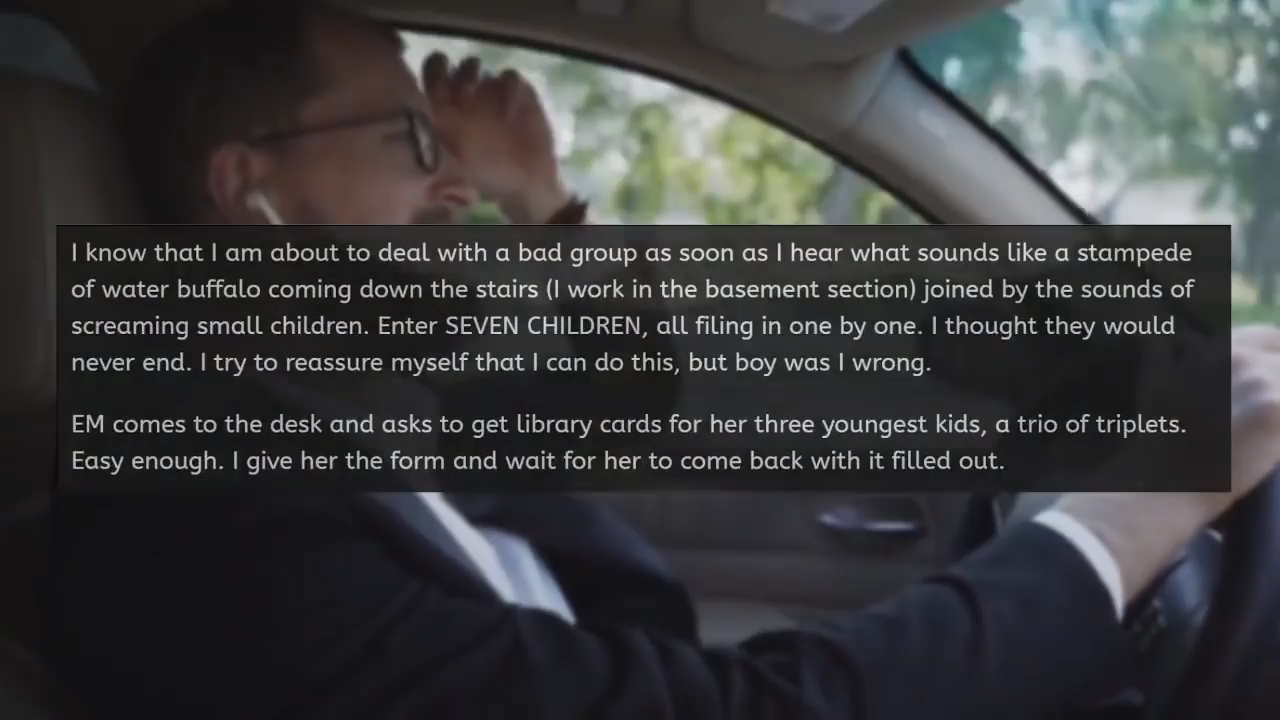 I know that I am about to deal with a bad group as soon as I hear what sounds like a stampede
of water buffalo coming down the stairs (I work in the basement section) joined by the sounds of
screaming small children. Enter SEVEN CHILDREN, all filing in one by one. I thought they would
never end. I try to reassure myself that I can do this, but boy was I wrong.
EM comes to the desk and asks to get library cards for her three youngest kids, a trio of triplets.
Easy enough. I give her the form and wait for her to come back with it filled out.